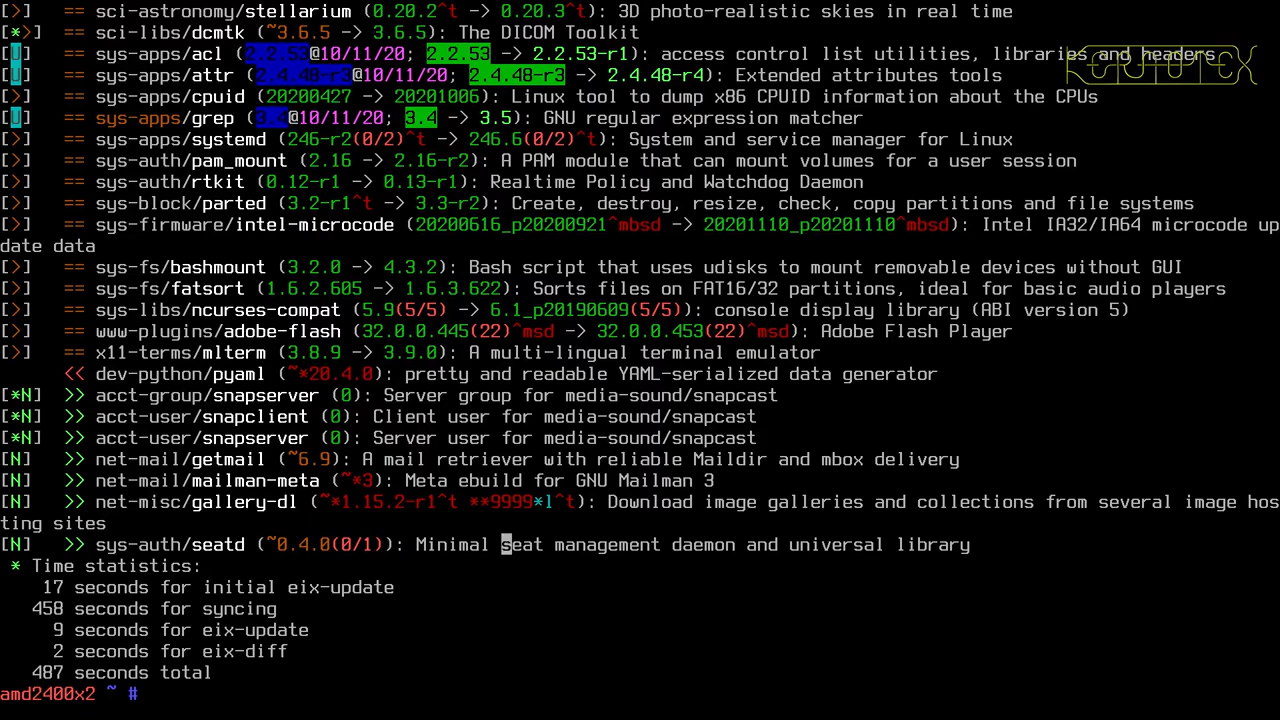 [>]   == sci-astronomy/stellarium (0.20.2^t -> 0.20.3^t): 3D photo-realistic skies in real time
[*>]  == sci-libs/dcmtk (~3.6.5 -> 3.6.5): The DICOM Toolkit
[U]   == sys-apps/acl (2.2.53@10/11/20; 2.2.53 -> 2.2.53-r1): access control list utilities, libraries and headers
[U]   == sys-apps/attr (2.4.48-r3@10/11/20; 2.4.48-r3 -> 2.4.48-r4): Extended attributes tools
[>]   == sys-apps/cpuid (20200427 -> 20201006): Linux tool to dump x86 CPUID information about the CPUs
[U]   == sys-apps/grep (3.4@10/11/20; 3.4 -> 3.5): GNU regular expression matcher
[>]   == sys-apps/systemd (246-r2(0/2)^t -> 246.6(0/2)^t): System and service manager for Linux
[>]   == sys-auth/pam_mount (2.16 -> 2.16-r2): A PAM module that can mount volumes for a user session
[>]   == sys-auth/rtkit (0.12-r1 -> 0.13-r1): Realtime Policy and Watchdog Daemon
[>]   == sys-block/parted (3.2-r1^t -> 3.3-r2): Create, destroy, resize, check, copy partitions and file systems
[>]   == sys-firmware/intel-microcode (20200616_p20200921^mbsd -> 20201110_p20201110^mbsd): Intel IA32/IA64 microcode up
date data
[>]   == sys-fs/bashmount (3.2.0 -> 4.3.2): Bash script that uses udisks to mount removable devices without GUI
[>]   == sys-fs/fatsort (1.6.2.605 -> 1.6.3.622): Sorts files on FAT16/32 partitions, ideal for basic audio players
[>]   == sys-libs/ncurses-compat (5.9(5/5) -> 6.1_p20190609(5/5)): console display library (ABI version 5)
[>]   == www-plugins/adobe-flash (32.0.0.445(22)^msd -> 32.0.0.453(22)^msd): Adobe Flash Player
[>]   == x11-terms/mlterm (3.8.9 -> 3.9.0): A multi-lingual terminal emulator
      << dev-python/pyaml (~*20.4.0): pretty and readable YAML-serialized data generator
[*N]  >> acct-group/snapserver (0): Server group for media-sound/snapcast
[*N]  >> acct-user/snapclient (0): Client user for media-sound/snapcast
[*N]  >> acct-user/snapserver (0): Server user for media-sound/snapcast
[N]   >> net-mail/getmail (~6.9): A mail retriever with reliable Maildir and mbox delivery
[N]   >> net-mail/mailman-meta (~*3): Meta ebuild for GNU Mailman 3
[N]   >> net-misc/gallery-dl (~*1.15.2-r1^t **9999*l^t): Download image galleries and collections from several image hos
ting sites
[N]   >> sys-auth/seatd (~0.4.0(0/1)): Minimal seat management daemon and universal library
 * Time statistics:
    17 seconds for initial eix-update
   458 seconds for syncing
     9 seconds for eix-update
     2 seconds for eix-diff
   487 seconds total
amd2400x2 ~ #